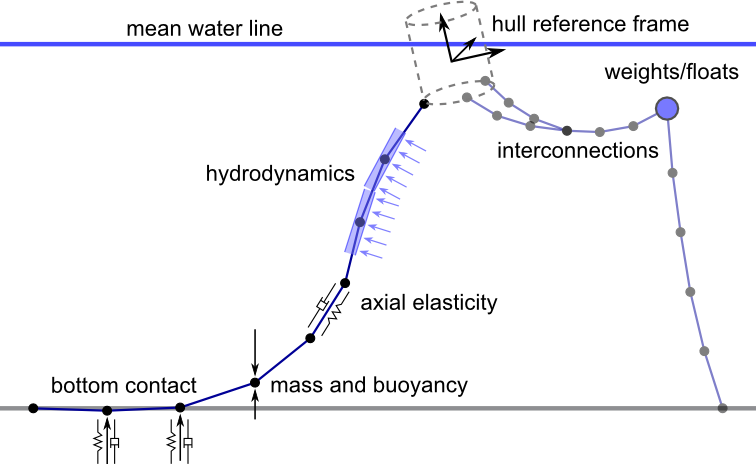 mean water line
hull reference frame
weights/floats
interconnections
hydrodynamics
axial elasticity
bottom contact
mass and buoyancy